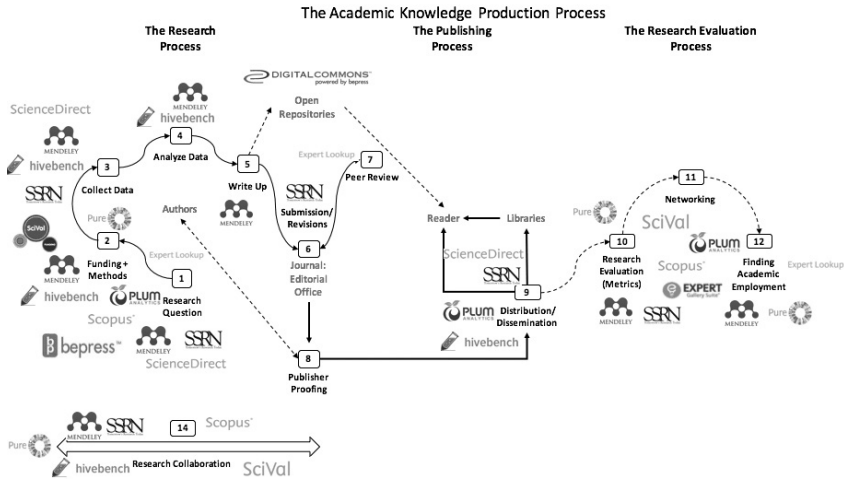 The Academic Knowledge Production Process
The Research
Process
The Publishing
Process
The Research Evaluation
Process
DIGITALCOMMONS™
powered by bepress
Open
Repositories
ScienceDirect
MENDELEY
hivebench
MENDELEY
hivebench
4
Analyze Data
3
Collect Data
SSRN
5
Write Up
MENDELEY
Expert Lookup
7
Peer Review
SSRN
Submission/
Revisions
6
Journal:
Editorial
Office
Authors
SciVal
Pure
2
Funding +
Methods
Expert Lookup
1
Research
Question
MENDELEY
hivebench
PLUM
ANALYTICS
Scopus
bepress™
MENDELEY
SSRN
ScienceDirect
8
Publisher
Proofing
Reader
Libraries
ScienceDirect
SSRN
9
Distribution/
Dissemination
PLUM
ANALYTICS
hivebench
11
Networking
Pure
SciVal
10
Research
Evaluation
(Metrics)
PLUM
ANALYTICS
12
Finding
Academic
Employment
Scopus
EXPERT
Gallery Suite
Expert Lookup
MENDELEY
SSRN
MENDELEY
Pure
MENDELEY
SSRN
14
Scopus
Pure
hivebench
Research Collaboration
SciVal